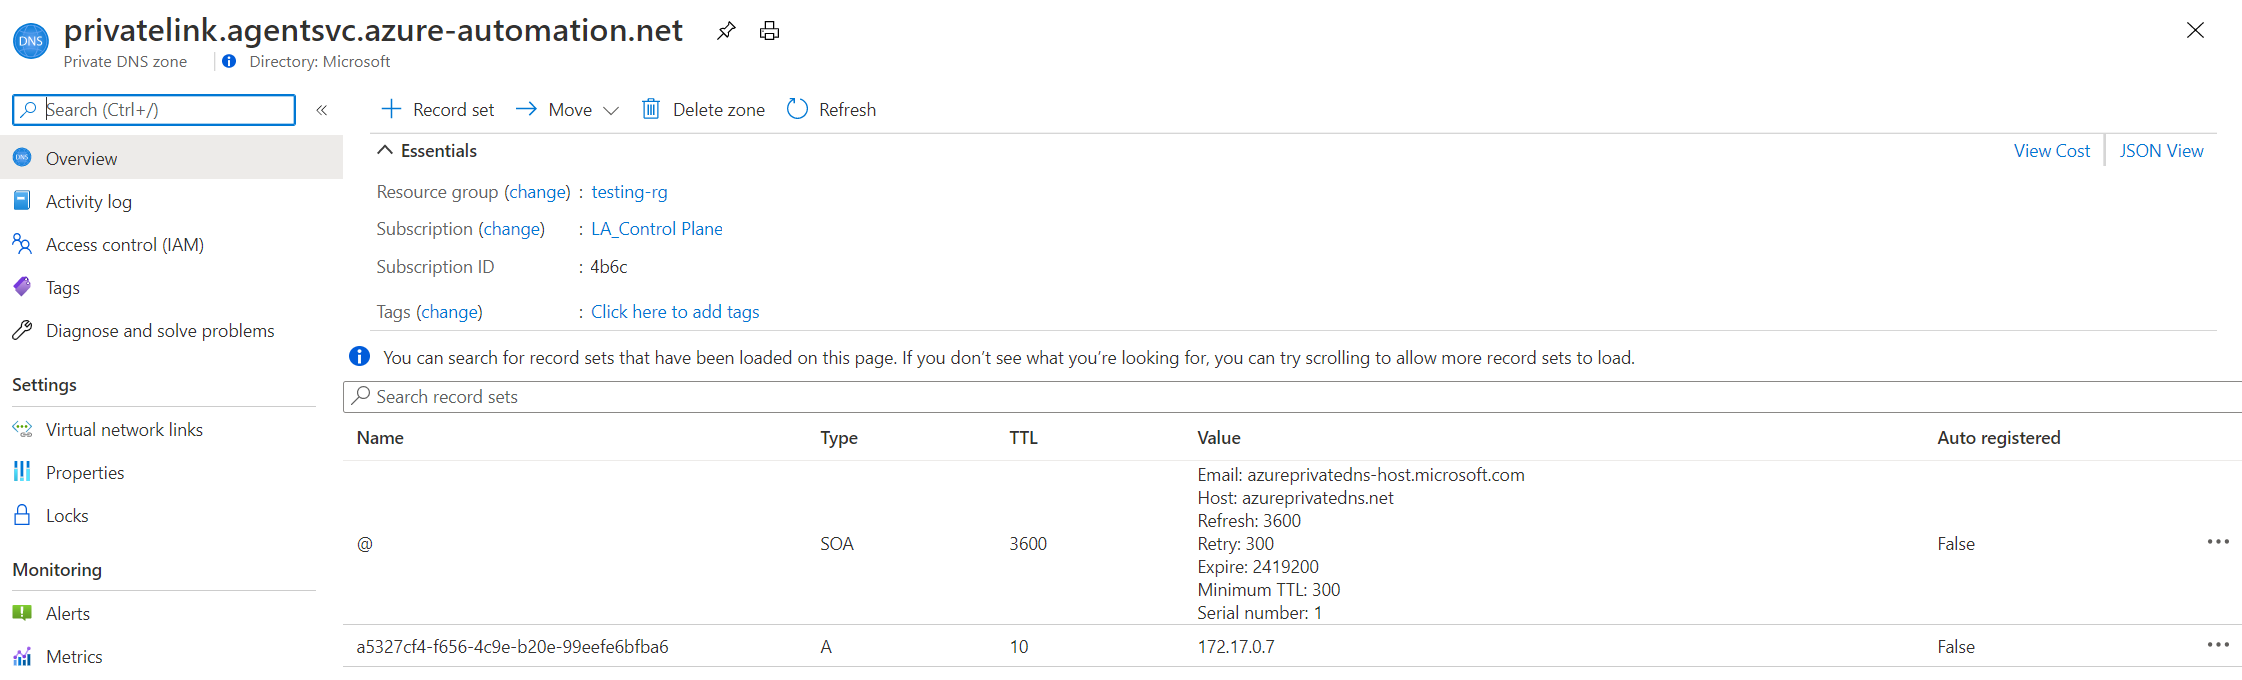 DNS
privatelink.agentsvc.azure-automation.net
Private DNS zone
Directory: Microsoft
Search (Ctrl+/)
«
Record set
Move
Delete zone
Refresh
Overview
Activity log
Access control (IAM)
Tags
Diagnose and solve problems
Settings
Virtual network links
Properties
Locks
Monitoring
Alerts
Metrics
Essentials
View Cost
JSON View
Resource group (change) : testing-rg
Subscription (change) : LA_Control Plane
Subscription ID : 4b6c
Tags (change) : Click here to add tags
You can search for record sets that have been loaded on this page. If you don’t see what you’re looking for, you can try scrolling to allow more record sets to load.
Search record sets
Name Type TTL Value Auto registered
Email: azureprivatedns-host.microsoft.com
Host: azureprivatedns.net
Refresh: 3600
Retry: 300
@ SOA 3600 False
Expire: 2419200
Minimum TTL: 300
Serial number: 1
a5327cf4-f656-4c9e-b20e-99eefe6bfba6 A 10 172.17.0.7 False